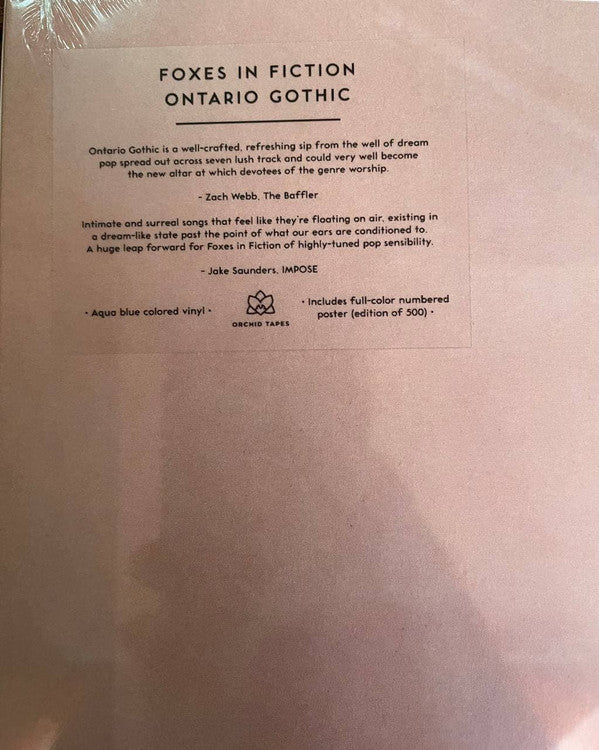 FOXES IN FICTION
ONTARIO GOTHIC
Ontario Gothic is a well-crafted, refreshing sip from the well of dream
pop spread out across seven lush track and could very well become
the new altar at which devotees of the genre worship.
- Zach Webb, The Baffler
Intimate and surreal songs that feel like they're floating on air, existing in
a dream-like state past the point of what our ears are conditioned to.
A huge leap forward for Foxes in Fiction of highly-tuned pop sensibility.
- Jake Saunders, IMPOSE
• Aqua blue colored vinyl •
ORCHID TAPES
• Includes full-color numbered
poster (edition of 500) •